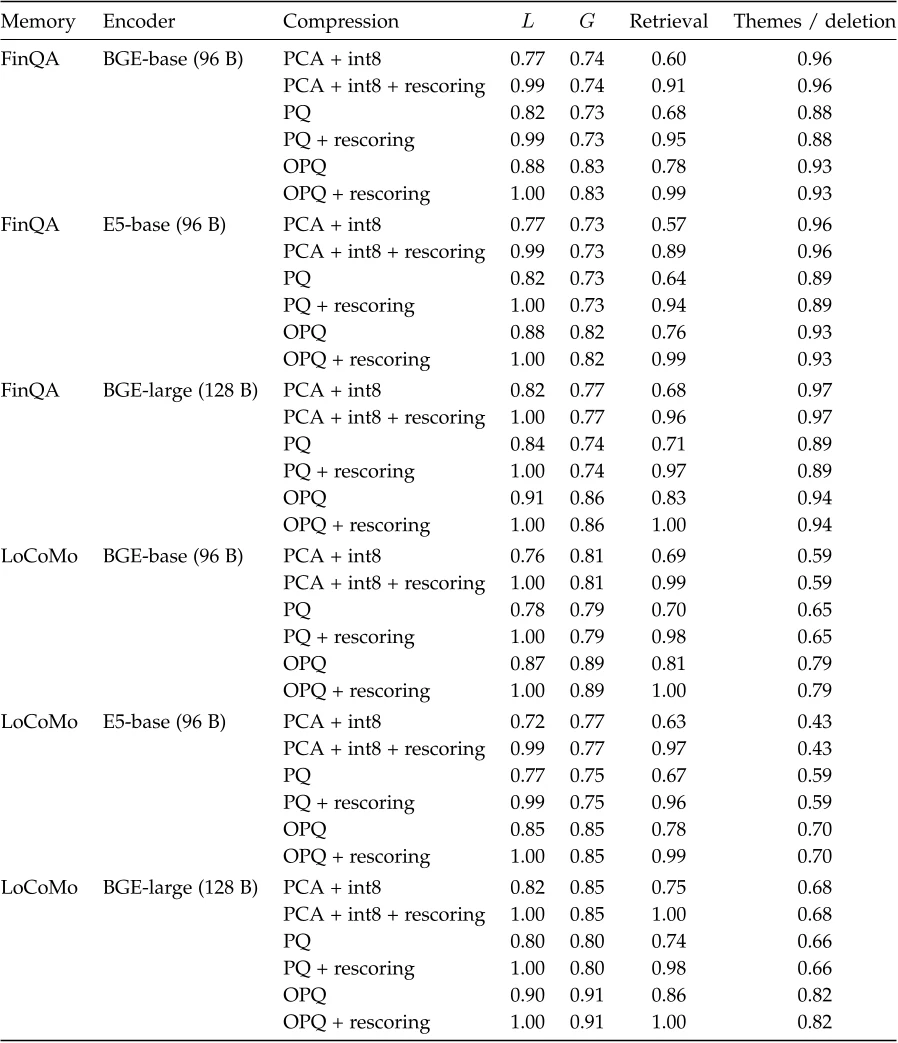 Memory Encoder Compression L G Retrieval Themes / deletion
FinQA BGE-base (96 B) PCA + int8 0.77 0.74 0.60 0.96
PCA + int8 + rescoring 0.99 0.74 0.91 0.96
PQ 0.82 0.73 0.68 0.88
PQ + rescoring 0.99 0.73 0.95 0.88
OPQ 0.88 0.83 0.78 0.93
OPQ + rescoring 1.00 0.83 0.99 0.93
FinQA E5-base (96 B) PCA + int8 0.77 0.73 0.57 0.96
PCA + int8 + rescoring 0.99 0.73 0.89 0.96
PQ 0.82 0.73 0.64 0.89
PQ + rescoring 1.00 0.73 0.94 0.89
OPQ 0.88 0.82 0.76 0.93
OPQ + rescoring 1.00 0.82 0.99 0.93
FinQA BGE-large (128 B) PCA + int8 0.82 0.77 0.68 0.97
PCA + int8 + rescoring 1.00 0.77 0.96 0.97
PQ 0.84 0.74 0.71 0.89
PQ + rescoring 1.00 0.74 0.97 0.89
OPQ 0.91 0.86 0.83 0.94
OPQ + rescoring 1.00 0.86 1.00 0.94
LoCoMo BGE-base (96 B) PCA + int8 0.76 0.81 0.69 0.59
PCA + int8 + rescoring 1.00 0.81 0.99 0.59
PQ 0.78 0.79 0.70 0.65
PQ + rescoring 1.00 0.79 0.98 0.65
OPQ 0.87 0.89 0.81 0.79
OPQ + rescoring 1.00 0.89 1.00 0.79
LoCoMo E5-base (96 B) PCA + int8 0.72 0.77 0.63 0.43
PCA + int8 + rescoring 0.99 0.77 0.97 0.43
PQ 0.77 0.75 0.67 0.59
PQ + rescoring 0.99 0.75 0.96 0.59
OPQ 0.85 0.85 0.78 0.70
OPQ + rescoring 1.00 0.85 0.99 0.70
LoCoMo BGE-large (128 B) PCA + int8 0.82 0.85 0.75 0.68
PCA + int8 + rescoring 1.00 0.85 1.00 0.68
PQ 0.80 0.80 0.74 0.66
PQ + rescoring 1.00 0.80 0.98 0.66
OPQ 0.90 0.91 0.86 0.82
OPQ + rescoring 1.00 0.91 1.00 0.82